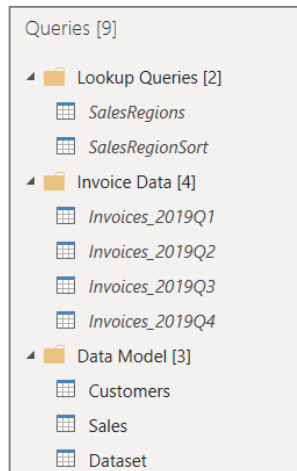 Queries [9]
Lookup Queries [2]
SalesRegions
SalesRegionSort
Invoice Data [4]
Invoices_2019Q1
Invoices_2019Q2
Invoices_2019Q3
Invoices_2019Q4
Data Model [3]
Customers
Sales
Dataset